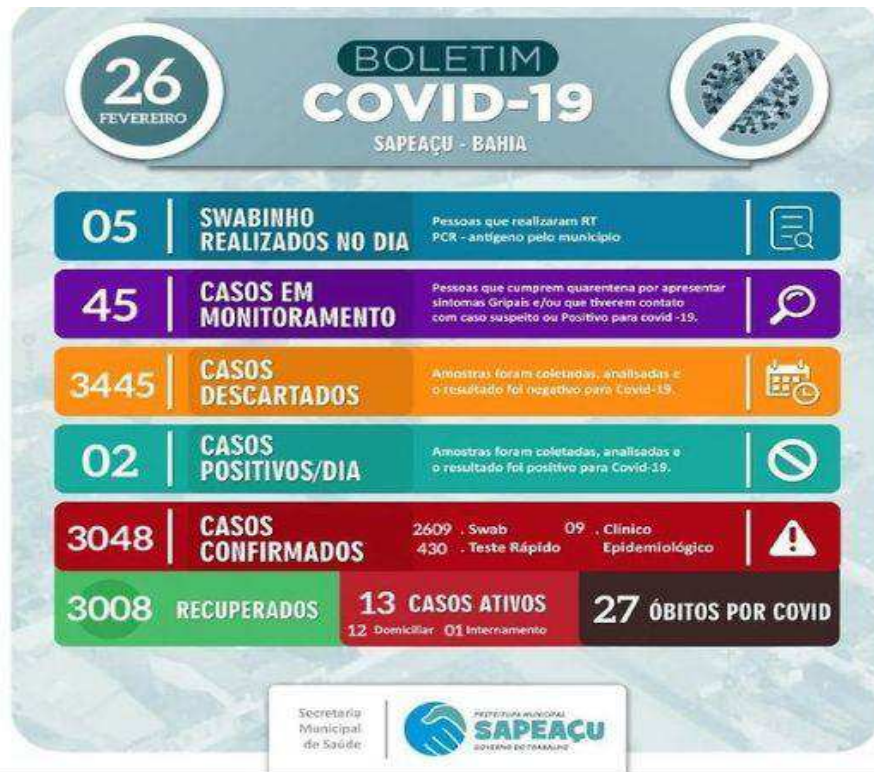 26
FEVEREIRO
BOLETIM
COVID-19
SAPEAÇU - BAHIA
05
SWABINHO
REALIZADOS NO DIA
Pessoas que realizaram RT
PCR - antígeno pelo município
45
CASOS EM
MONITORAMENTO
Pessoas que cumprem quarentena por apresentar
sintomas Gripais e/ou que tiverem contato
com caso suspeito ou Positivo para covid -19.
3445
CASOS
DESCARTADOS
Amostras foram coletadas, analisadas e
o resultado foi negativo para Covid-19.
02
CASOS
POSITIVOS/DIA
Amostras foram coletadas, analisadas e
o resultado foi positivo para Covid-19.
3048
CASOS
CONFIRMADOS
2609 . Swab
430 . Teste Rápido
09 . Clínico
Epidemiológico
3008 RECUPERADOS
13 CASOS ATIVOS
12 Domiciliar 01 Internamento
27 ÓBITOS POR COVID
Secretaria
Municipal
de Saúde
PREFEITURA MUNICIPAL
SAPEAÇU
GOVERNO DO TRABALHO